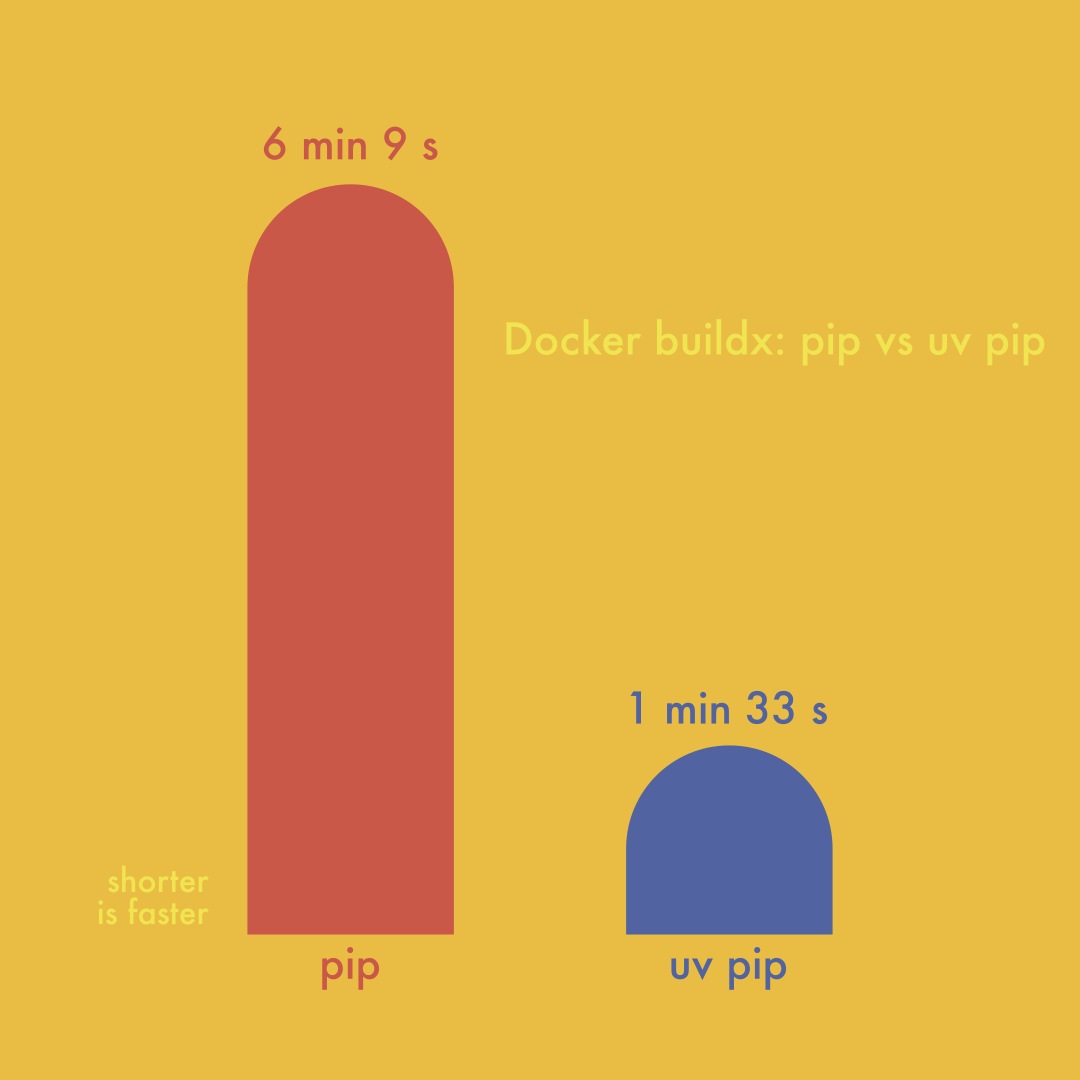 6 min 9 s
Docker buildx: pip vs uv pip
1 min 33 s
shorter
is faster
pip
uv pip